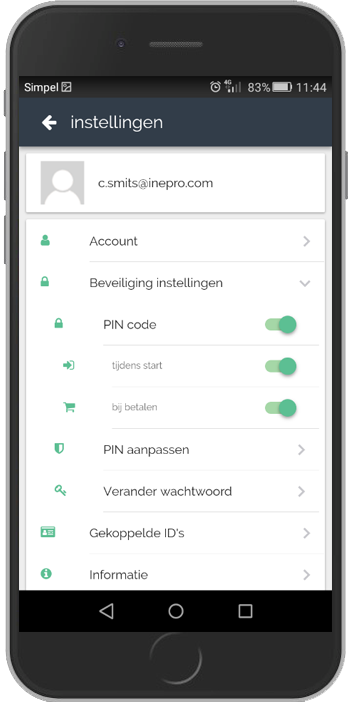 Simpel 4G 83% 11:44
instellingen
c.smits@inepro.com
Account
Beveiliging instellingen
PIN code
tijdens start
bij betalen
PIN aanpassen
Verander wachtwoord
Gekoppelde ID's
Informatie